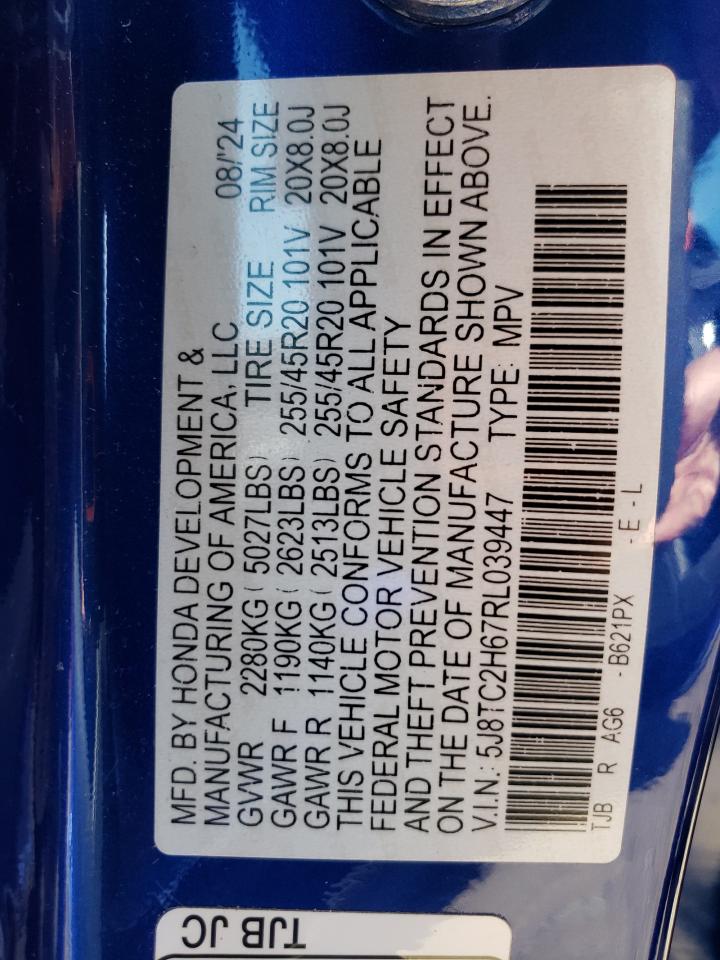 MFD. BY HONDA DEVELOPMENT &
MANUFACTURING OF AMERICA, LLC 08/'24
GVWR 2280KG ( 5027LBS) TIRE SIZE RIM SIZE
GAWR F 1190KG ( 2623LBS) 255/45R20 101V 20X8.0J
GAWR R 1140KG ( 2513LBS) 255/45R20 101V 20X8.0J
THIS VEHICLE CONFORMS TO ALL APPLICABLE
FEDERAL MOTOR VEHICLE SAFETY
AND THEFT PREVENTION STANDARDS IN EFFECT
ON THE DATE OF MANUFACTURE SHOWN ABOVE.
V.I.N.: 5J8TC2H67RL039447 TYPE: MPV
TJB R AG6 -B621PX -E-L
TJB JC